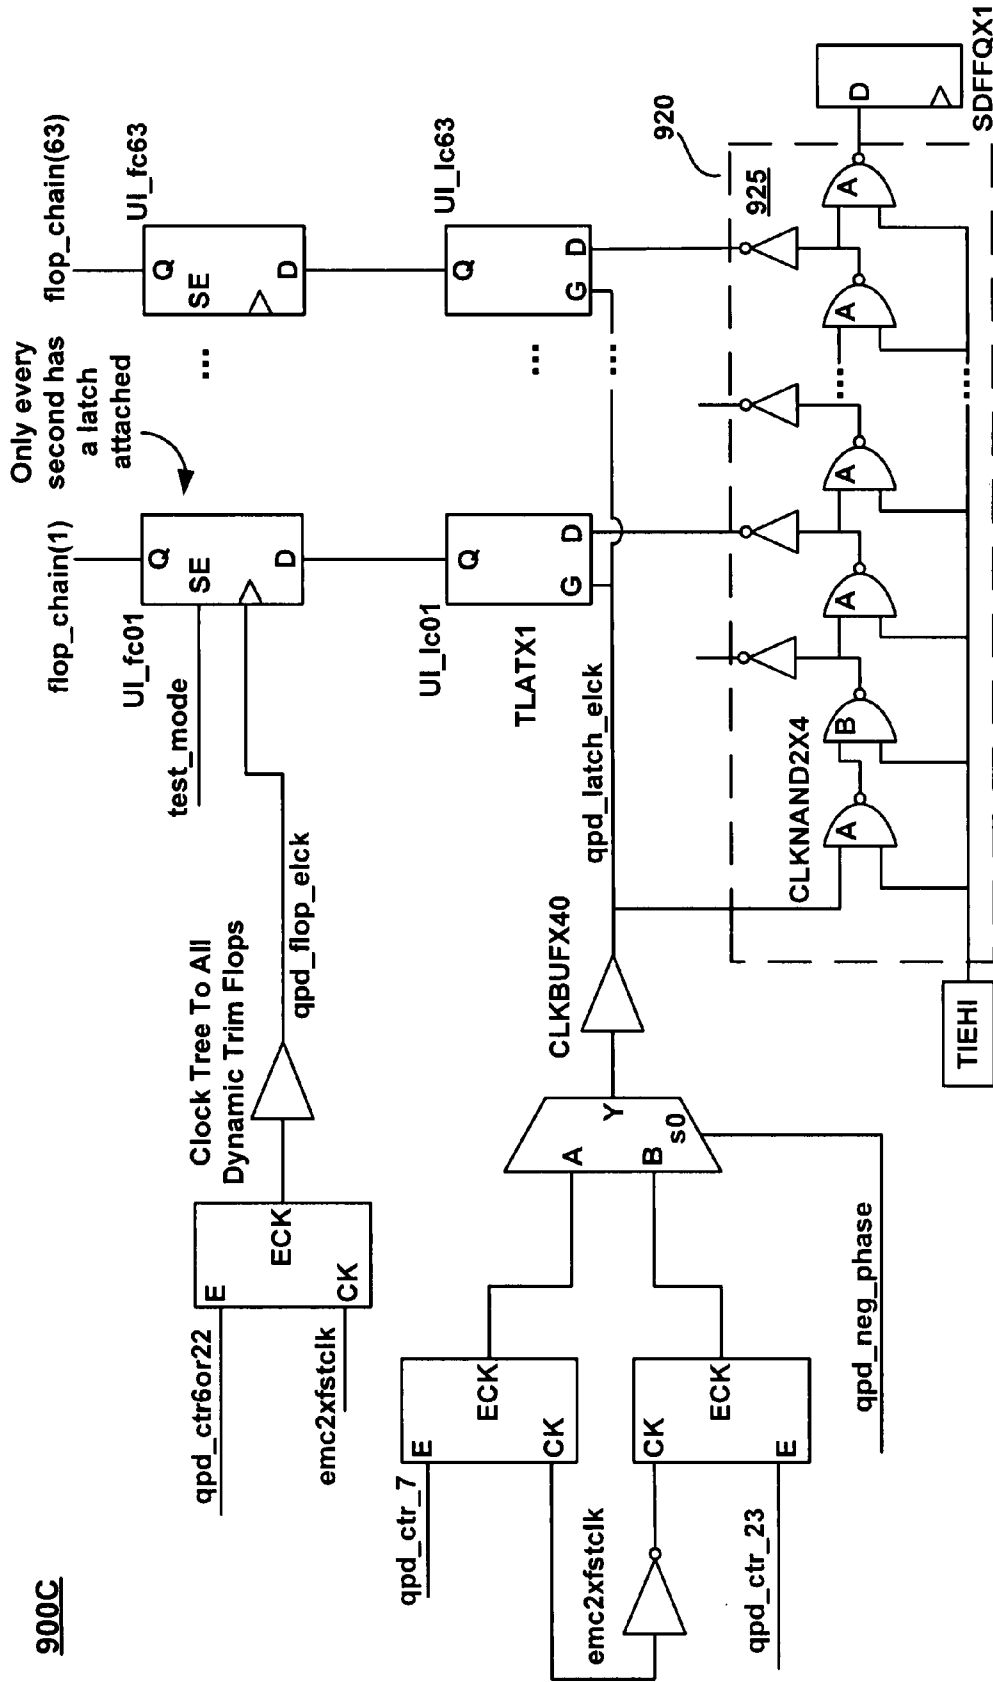 900C
qpd_ctr6or22
emc2xfstclk
E
CK
ECK
Clock Tree To All
Dynamic Trim Flops
qpd_flop_elck
test_mode
UI_fc01
flop_chain(1)
Q
SE
D
Only every
second has
a latch
attached
flop_chain(63)
UI_fc63
Q
SE
D
...
UI_lc01
Q
G
D
TLATX1
...
UI_lc63
Q
G
D
...
qpd_ctr_7
E
CK
ECK
emc2xfstclk
CK
E
ECK
qpd_ctr_23
A
B
Y
s0
qpd_neg_phase
CLKBUFX40
qpd_latch_elck
920
925
CLKNAND2X4
A
B
A
A
...
A
A
...
TIEHI
D
SDFFQX1